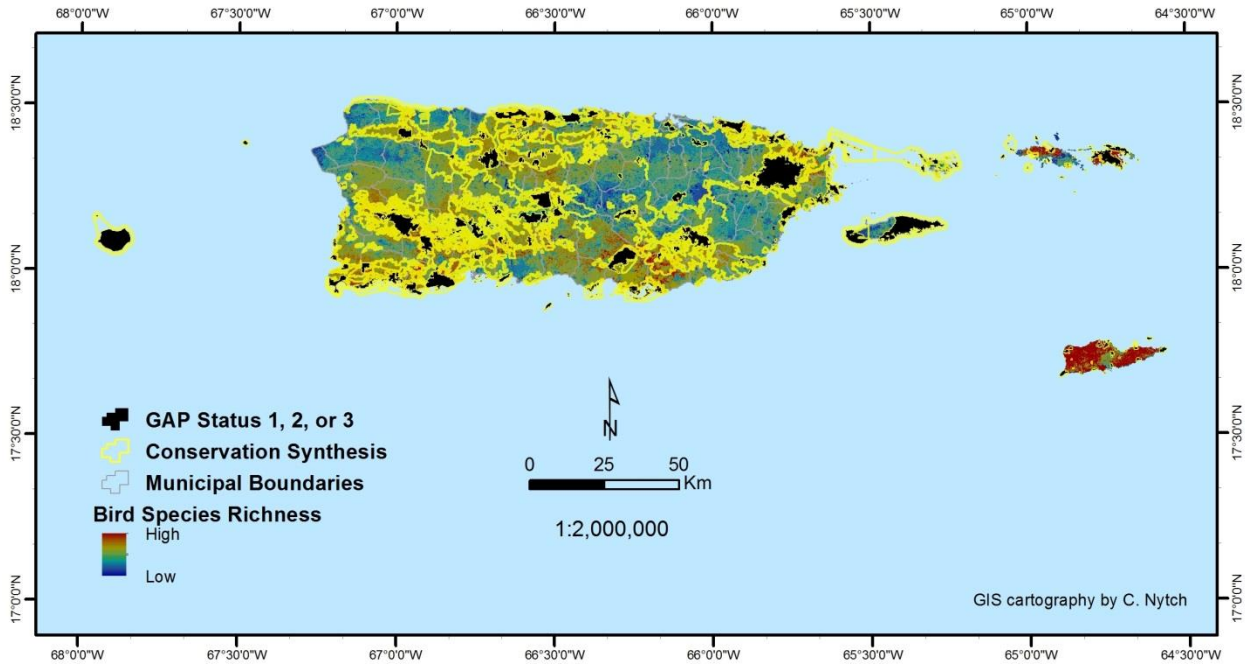 68°0'0"W 67°30'0"W 67°0'0"W 66°30'0"W 66°0'0"W 65°30'0"W 65°0'0"W 64°30'0"W
18°30'0"N 18°30'0"N
18°0'0"N 18°0'0"N
17°30'0"N 17°30'0"N
17°0'0"N 17°0'0"N
GAP Status 1, 2, or 3
Conservation Synthesis
Municipal Boundaries
Bird Species Richness
High
Low
N
0 25 50
Km
1:2,000,000
GIS cartography by C. Nytch
68°0'0"W 67°30'0"W 67°0'0"W 66°30'0"W 66°0'0"W 65°30'0"W 65°0'0"W 64°30'0"W